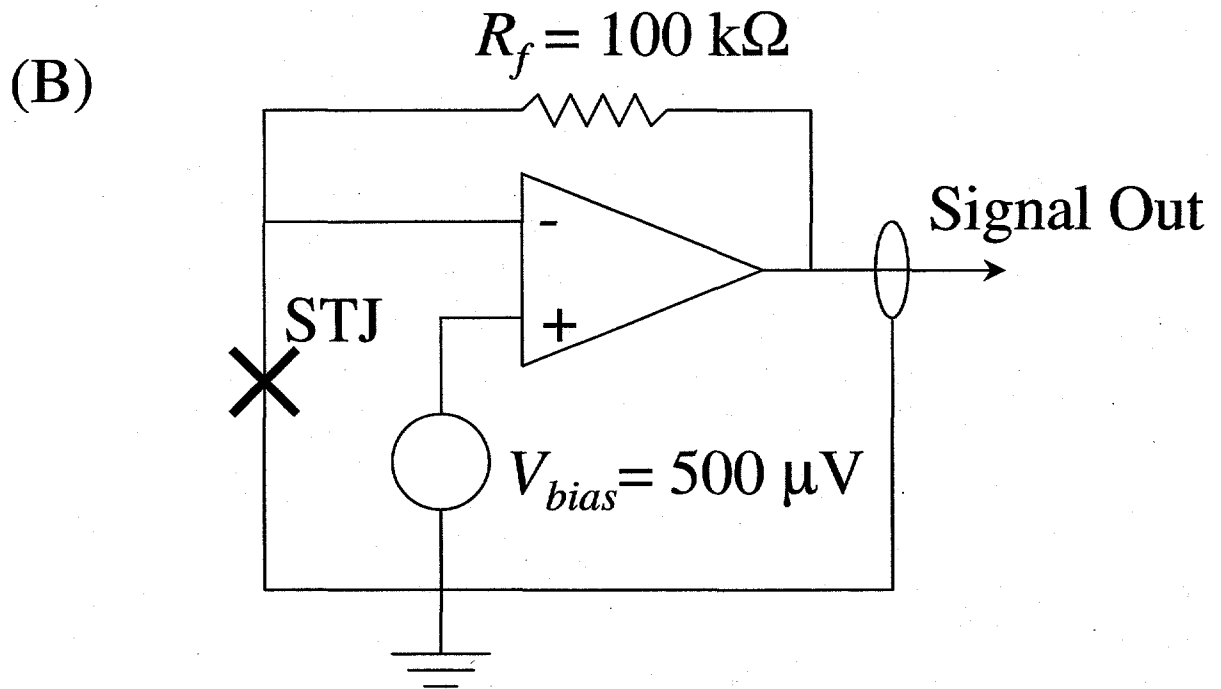 (B)
R_f = 100 kΩ
Signal Out
-
STJ
+
V_bias = 500 μV